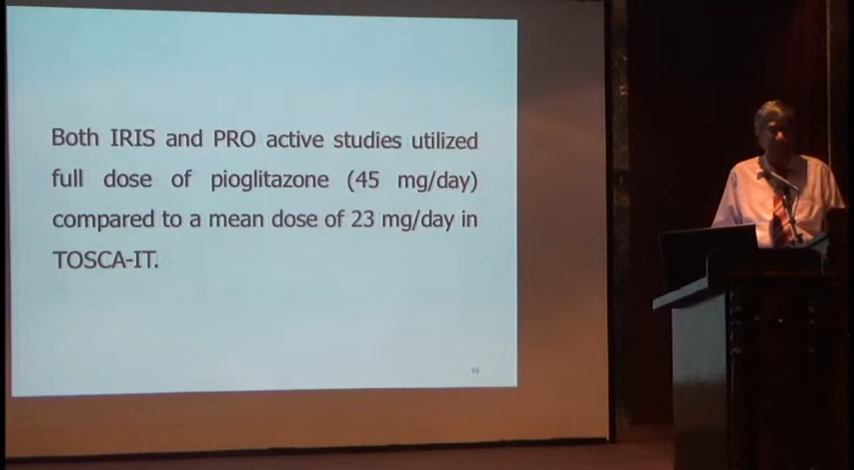 Both IRIS and PRO active studies utilized
full dose of pioglitazone (45 mg/day)
compared to a mean dose of 23 mg/day in
TOSCA-IT.